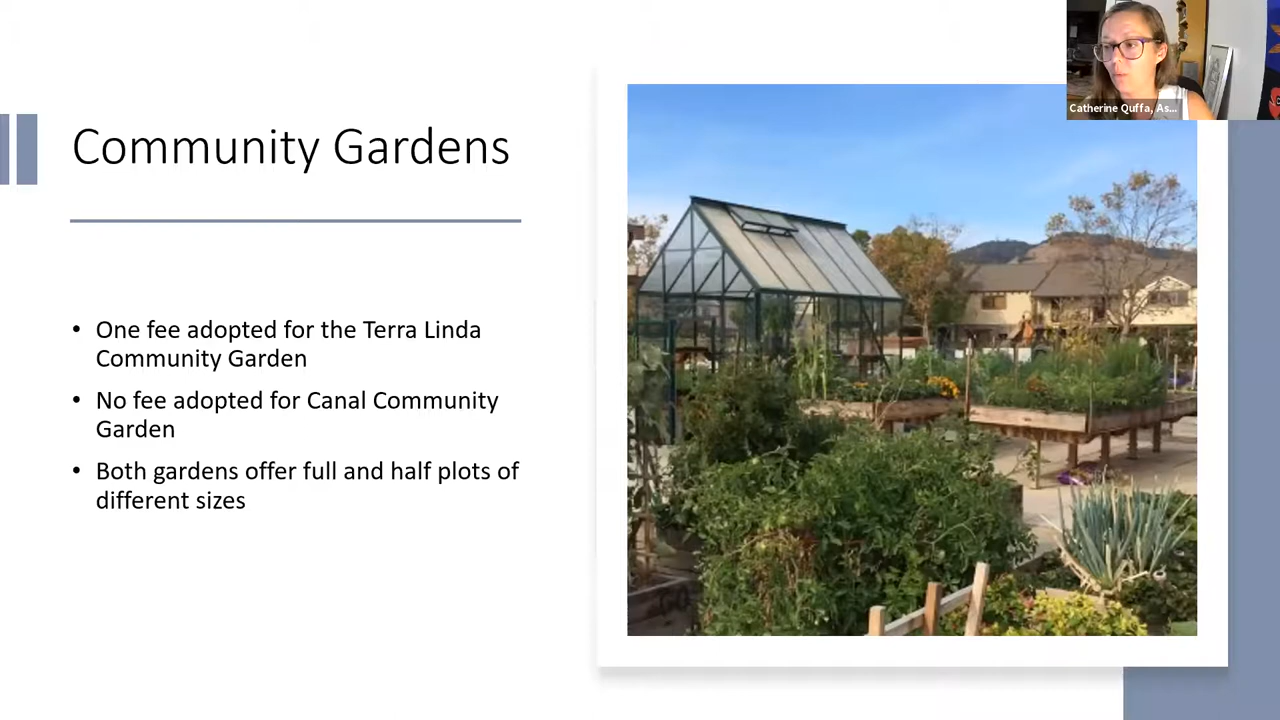 Community Gardens
• One fee adopted for the Terra Linda
Community Garden
• No fee adopted for Canal Community
Garden
• Both gardens offer full and half plots of
different sizes
Catherine Quffa, As...